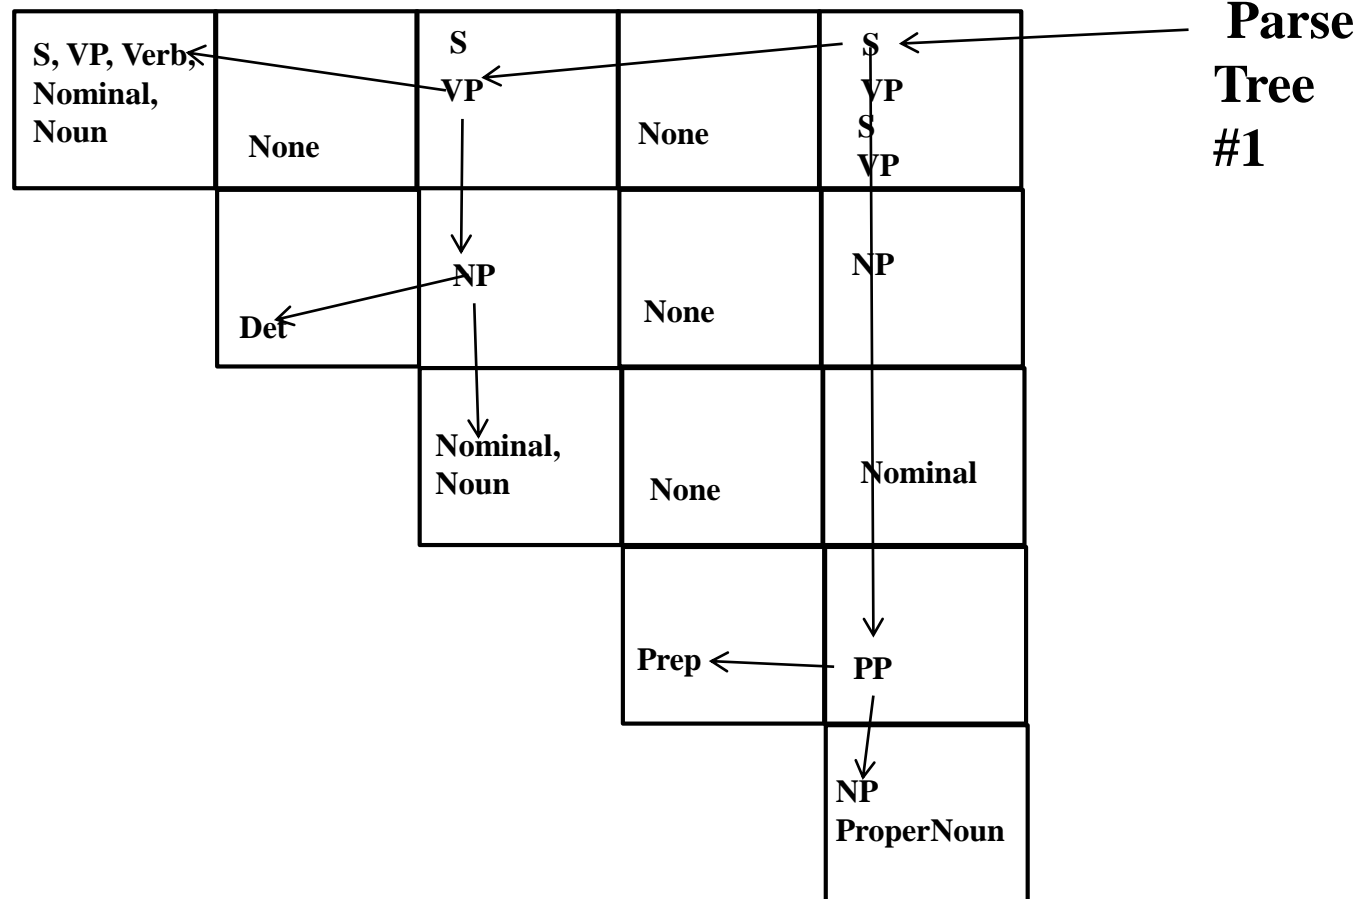 Parse
Tree
#1
S, VP, Verb,
Nominal,
Noun
None
S
VP
None
S
VP
S
VP
Det
NP
None
NP
Nominal,
Noun
None
Nominal
Prep
PP
NP
ProperNoun